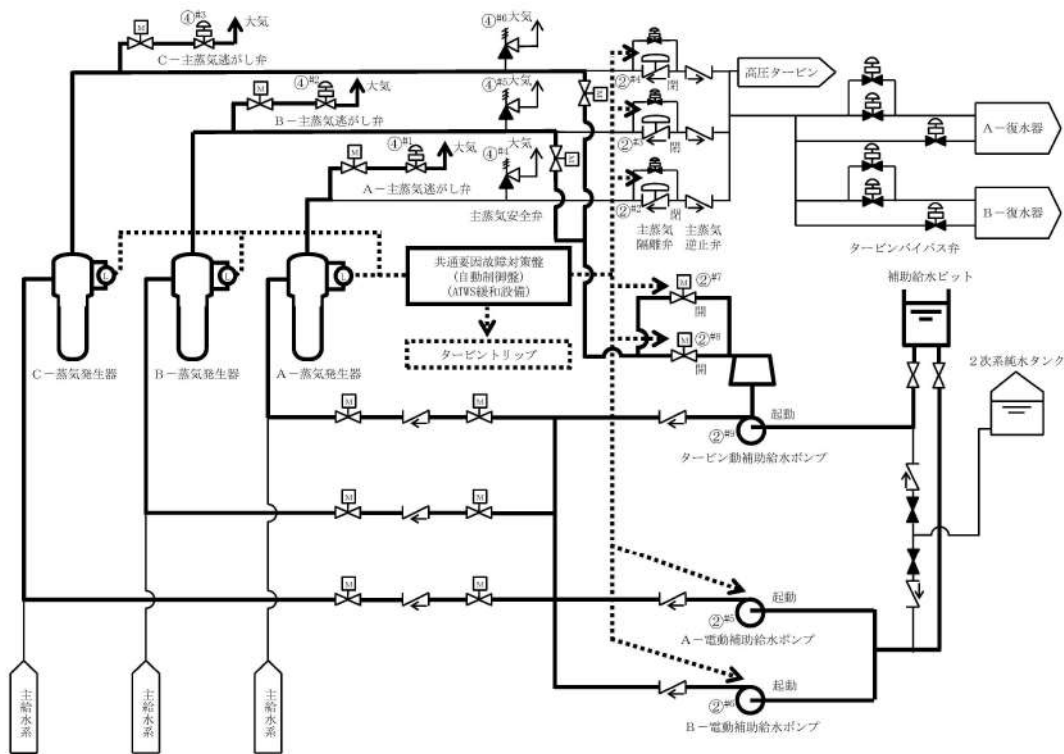 ④#3
大気
M
C－主蒸気逃がし弁
④#6
大気
②#4
閉
M
高圧タービン
④#2
大気
M
B－主蒸気逃がし弁
④#5
大気
②#3
閉
M
A－復水器
④#1
大気
M
A－主蒸気逃がし弁
④#4
大気
主蒸気安全弁
②#2
閉
主蒸気
隔離弁
主蒸気
逆止弁
B－復水器
タービンバイパス弁
共通要因故障対策盤
(自動制御盤)
(ATWS緩和設備)
タービントリップ
L
L
L
C－蒸気発生器
B－蒸気発生器
A－蒸気発生器
M
②#7
開
M
②#8
開
補助給水ピット
2次系純水タンク
M
M
起動
②#9
タービン動補助給水ポンプ
M
M
M
M
起動
②#5
A－電動補助給水ポンプ
起動
②#6
B－電動補助給水ポンプ
主給水系
主給水系
主給水系